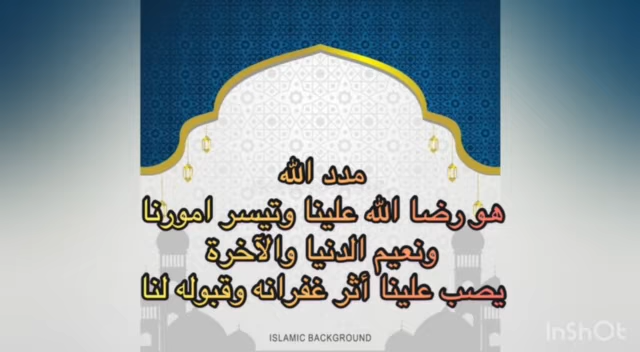 مدد الله
هو رضا الله علينا وتيسر امورنا
ونعيم الدنيا والآخرة
يصب علينا أثر غفرانه وقبوله لنا
ISLAMIC BACKGROUND
InShOt